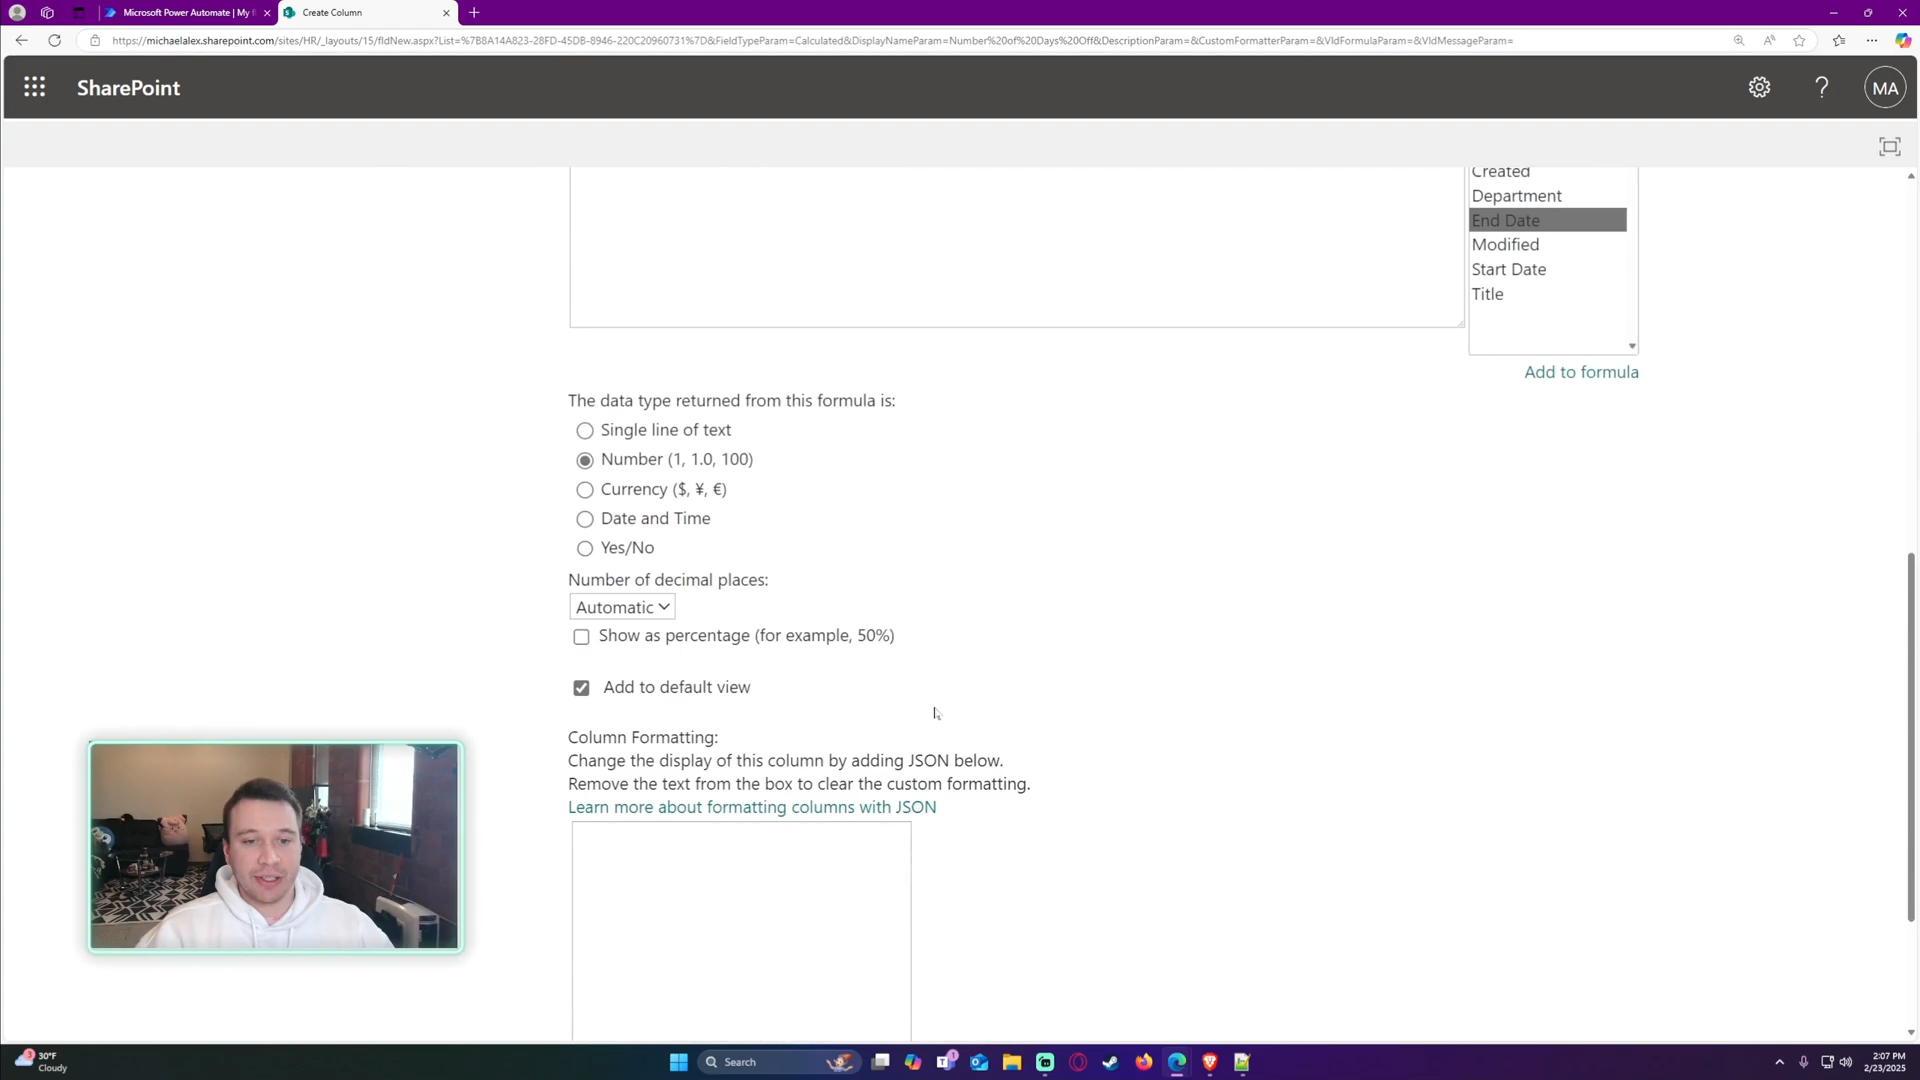 Microsoft Power Automate | My f
Create Column
https://michaelalex.sharepoint.com/sites/HR/_layouts/15/fldNew.aspx?List=%7B8A14A823-28FD-45DB-8946-220C20960731%7D&FieldTypeParam=Calculated&DisplayNameParam=Number%20of%20Days%20Off&DescriptionParam=&CustomFormatterParam=&VldFormulaParam=&VldMessageParam=
SharePoint
MA
Created
Department
End Date
Modified
Start Date
Title
Add to formula
The data type returned from this formula is:
Single line of text
Number (1, 1.0, 100)
Currency ($, ¥, €)
Date and Time
Yes/No
Number of decimal places:
Automatic
Show as percentage (for example, 50%)
Add to default view
Column Formatting:
Change the display of this column by adding JSON below.
Remove the text from the box to clear the custom formatting.
Learn more about formatting columns with JSON
30°F
Cloudy
Search
2:07 PM
2/23/2025